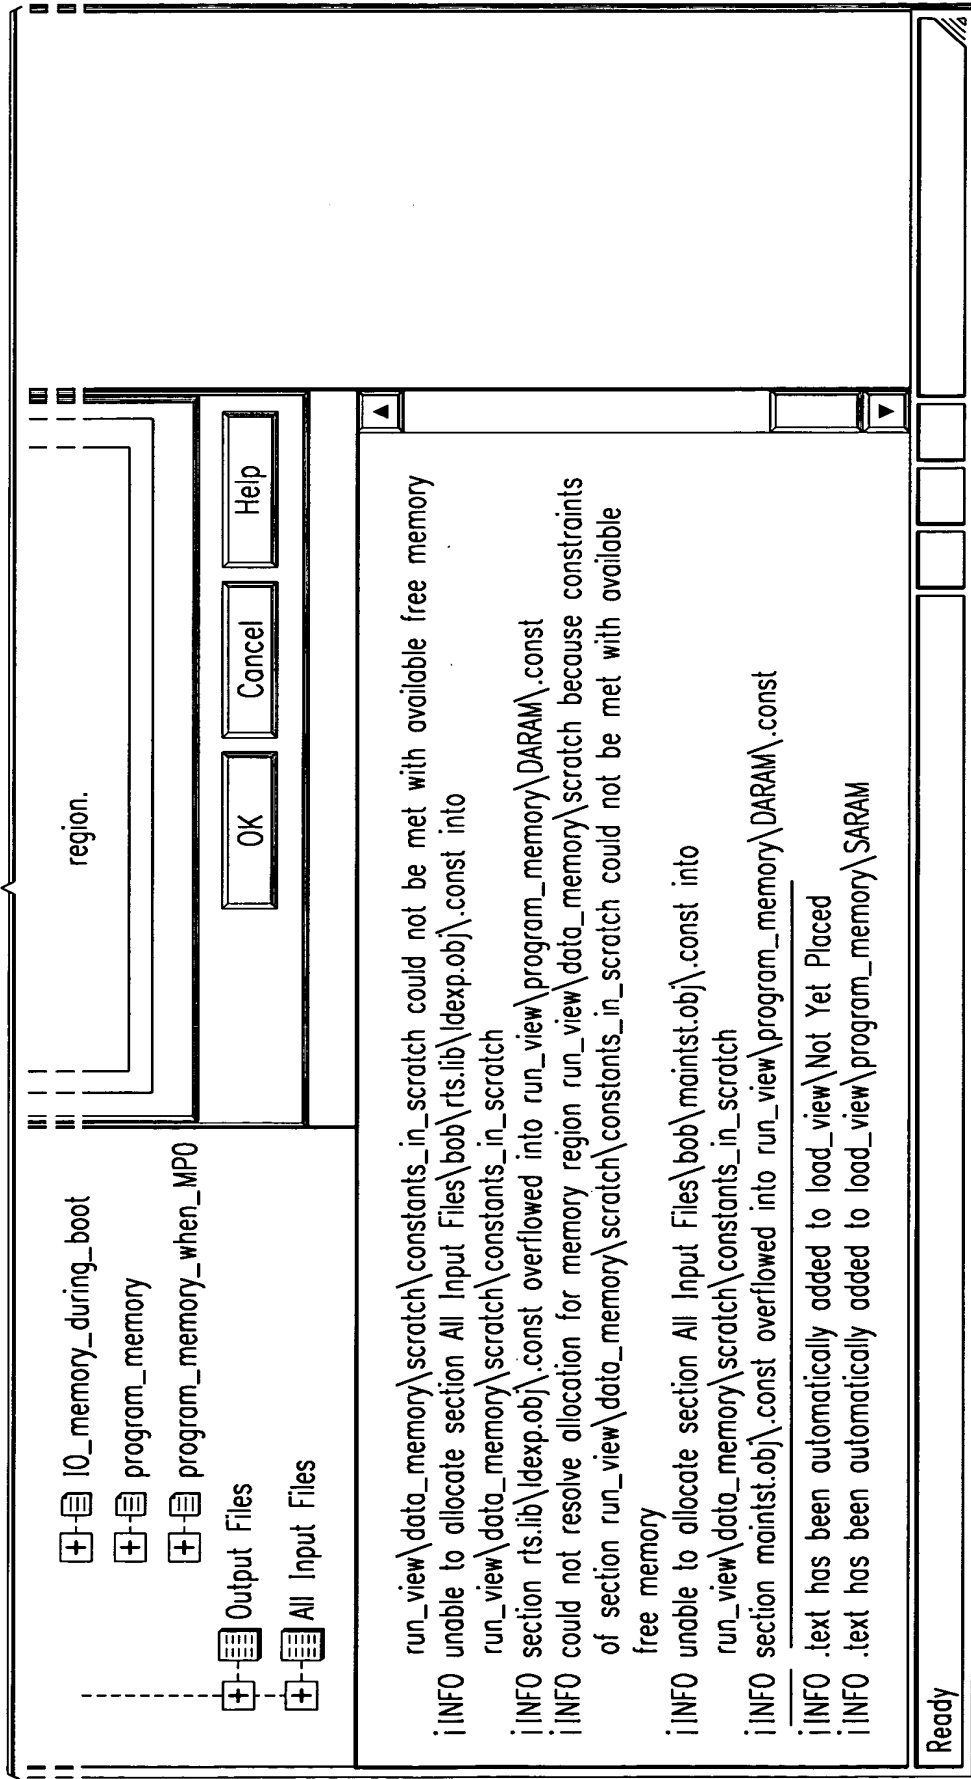 region.
OK
Cancel
Help
IO_memory_during_boot
program_memory
program_memory_when_MP0
Output Files
All Input Files
run_view\data_memory\scratch\constants_in_scratch could not be met with available free memory
¡ INFO unable to allocate section All Input Files\bob\rts.lib\ldexp.obj\.const into
run_view\data_memory\scratch\constants_in_scratch
¡ INFO section rts.lib\ldexp.obj\.const overflowed into run_view\program_memory\DARAM\.const
¡ INFO could not resolve allocation for memory region run_view\data_memory\scratch because constraints
of section run_view\data_memory\scratch\constants_in_scratch could not be met with available
free memory
¡ INFO unable to allocate section All Input Files\bob\maintst.obj\.const into
run_view\data_memory\scratch\constants_in_scratch
¡ INFO section maintst.obj\.const overflowed into run_view\program_memory\DARAM\.const
¡ INFO .text has been automatically added to load_view\Not Yet Placed
¡ INFO .text has been automatically added to load_view\program_memory\SARAM
Ready